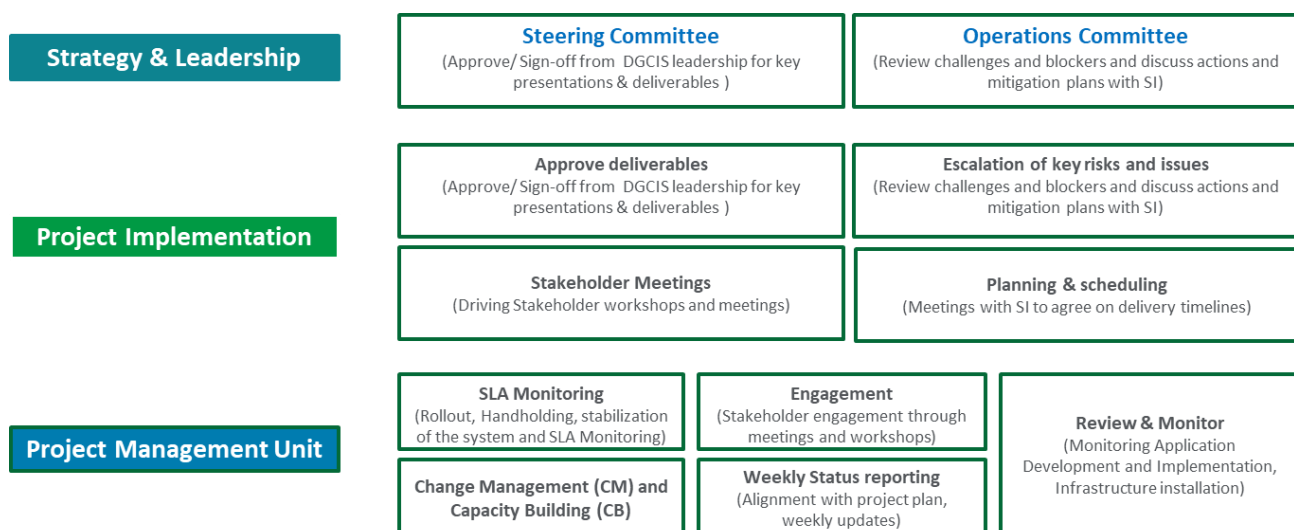 Strategy & Leadership
Steering Committee
(Approve/ Sign-off from DGCIS leadership for key
presentations & deliverables )
Operations Committee
(Review challenges and blockers and discuss actions and
mitigation plans with SI)
Project Implementation
Approve deliverables
(Approve/ Sign-off from DGCIS leadership for key
presentations & deliverables )
Escalation of key risks and issues
(Review challenges and blockers and discuss actions and
mitigation plans with SI)
Stakeholder Meetings
(Driving Stakeholder workshops and meetings)
Planning & scheduling
(Meetings with SI to agree on delivery timelines)
Project Management Unit
SLA Monitoring
(Rollout, Handholding, stabilization
of the system and SLA Monitoring)
Engagement
(Stakeholder engagement through
meetings and workshops)
Review & Monitor
(Monitoring Application
Development and Implementation,
Infrastructure installation)
Change Management (CM) and
Capacity Building (CB)
Weekly Status reporting
(Alignment with project plan,
weekly updates)